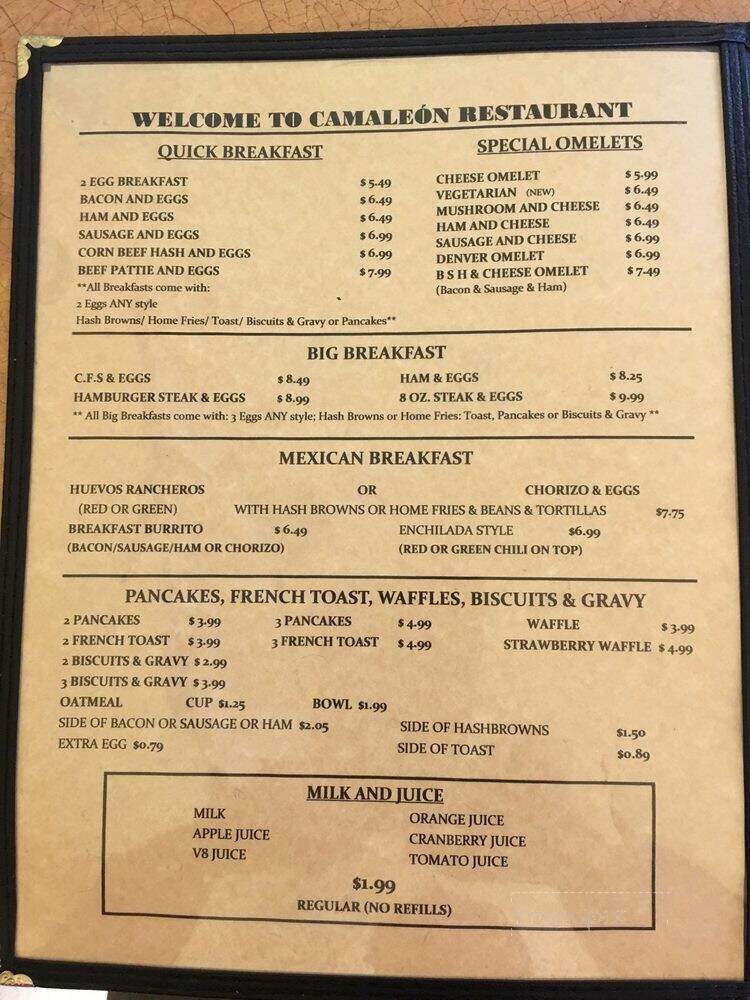 WELCOME TO CAMALEÓN RESTAURANT
QUICK BREAKFAST
2 EGG BREAKFAST $5.49
BACON AND EGGS $6.49
HAM AND EGGS $6.49
SAUSAGE AND EGGS $6.99
CORN BEEF HASH AND EGGS $6.99
BEEF PATTIE AND EGGS $7.99
**All Breakfasts come with:
2 Eggs ANY style
Hash Browns/ Home Fries/ Toast/ Biscuits & Gravy or Pancakes**
SPECIAL OMELETS
CHEESE OMELET $5.99
VEGETARIAN (NEW) $6.49
MUSHROOM AND CHEESE $6.49
HAM AND CHEESE $6.49
SAUSAGE AND CHEESE $6.99
DENVER OMELET $6.99
B S H & CHEESE OMELET $7.49
(Bacon & Sausage & Ham)
BIG BREAKFAST
C.F.S & EGGS $8.49 HAM & EGGS $8.25
HAMBURGER STEAK & EGGS $8.99 8 OZ. STEAK & EGGS $9.99
** All Big Breakfasts come with: 3 Eggs ANY style; Hash Browns or Home Fries: Toast, Pancakes or Biscuits & Gravy **
MEXICAN BREAKFAST
HUEVOS RANCHEROS OR CHORIZO & EGGS
(RED OR GREEN) WITH HASH BROWNS OR HOME FRIES & BEANS & TORTILLAS $7.75
BREAKFAST BURRITO $6.49 ENCHILADA STYLE $6.99
(BACON/SAUSAGE/HAM OR CHORIZO) (RED OR GREEN CHILI ON TOP)
PANCAKES, FRENCH TOAST, WAFFLES, BISCUITS & GRAVY
2 PANCAKES $3.99 3 PANCAKES $4.99 WAFFLE $3.99
2 FRENCH TOAST $3.99 3 FRENCH TOAST $4.99 STRAWBERRY WAFFLE $4.99
2 BISCUITS & GRAVY $2.99
3 BISCUITS & GRAVY $3.99
OATMEAL CUP $1.25 BOWL $1.99
SIDE OF BACON OR SAUSAGE OR HAM $2.05 SIDE OF HASHBROWNS $1.50
EXTRA EGG $0.79 SIDE OF TOAST $0.89
MILK AND JUICE
MILK ORANGE JUICE
APPLE JUICE CRANBERRY JUICE
V8 JUICE TOMATO JUICE
$1.99
REGULAR (NO REFILLS)